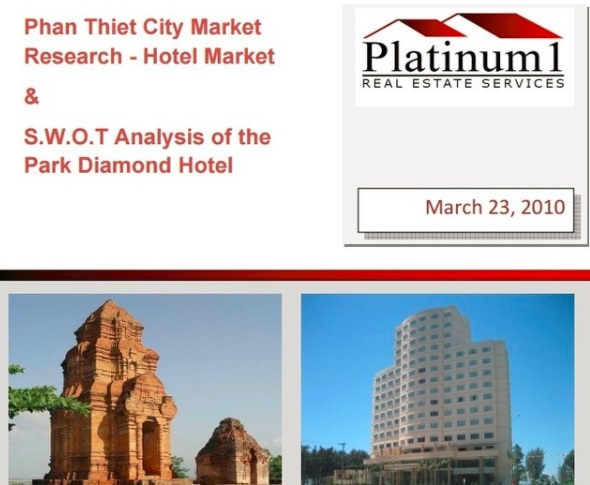 Phan Thiet City Market
Research - Hotel Market
&
S.W.O.T Analysis of the
Park Diamond Hotel
Platinum1
REAL ESTATE SERVICES
March 23, 2010